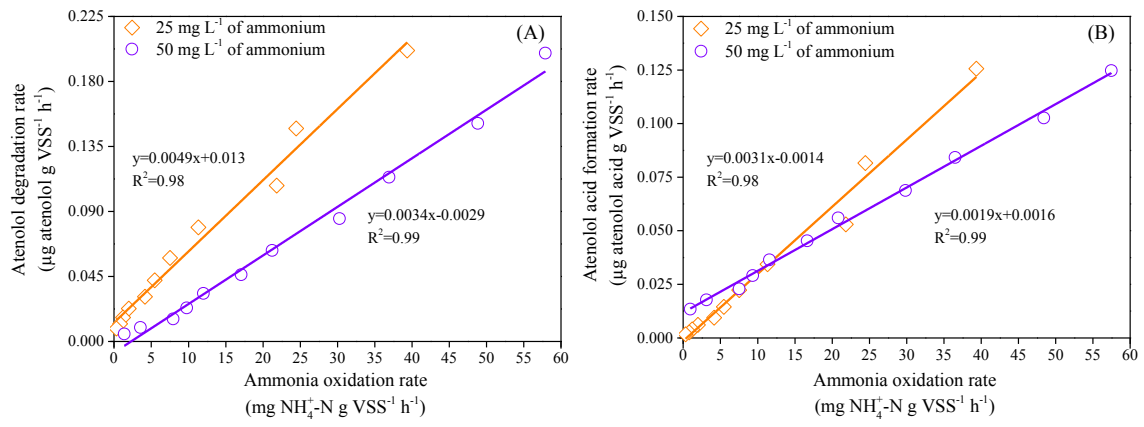 (A)
25 mg L⁻¹ of ammonium
50 mg L⁻¹ of ammonium
Atenolol degradation rate
(µg atenolol g VSS⁻¹ h⁻¹)
0.225
0.180
0.135
0.090
0.045
0.000
y=0.0049x+0.013
R²=0.98
y=0.0034x-0.0029
R²=0.99
0 5 10 15 20 25 30 35 40 45 50 55 60
Ammonia oxidation rate
(mg NH₄⁺-N g VSS⁻¹ h⁻¹)
(B)
25 mg L⁻¹ of ammonium
50 mg L⁻¹ of ammonium
Atenolol acid formation rate
(µg atenolol acid g VSS⁻¹ h⁻¹)
0.150
0.125
0.100
0.075
0.050
0.025
0.000
y=0.0031x-0.0014
R²=0.98
y=0.0019x+0.0016
R²=0.99
0 5 10 15 20 25 30 35 40 45 50 55 60
Ammonia oxidation rate
(mg NH₄⁺-N g VSS⁻¹ h⁻¹)